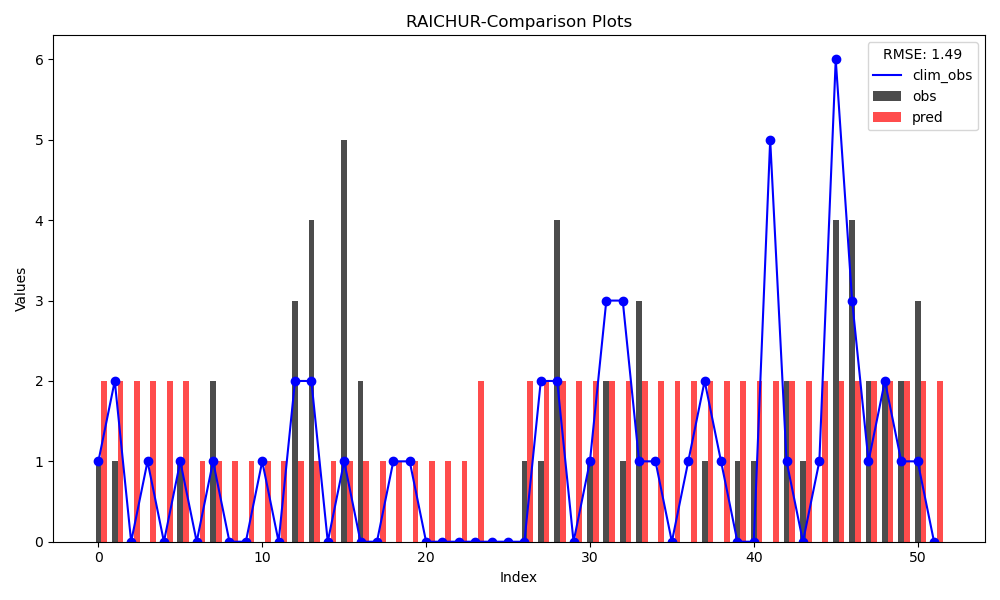 RAICHUR-Comparison Plots
RMSE: 1.49
clim_obs
obs
pred
Values
6
5
4
3
2
1
0
0 10 20 30 40 50
Index